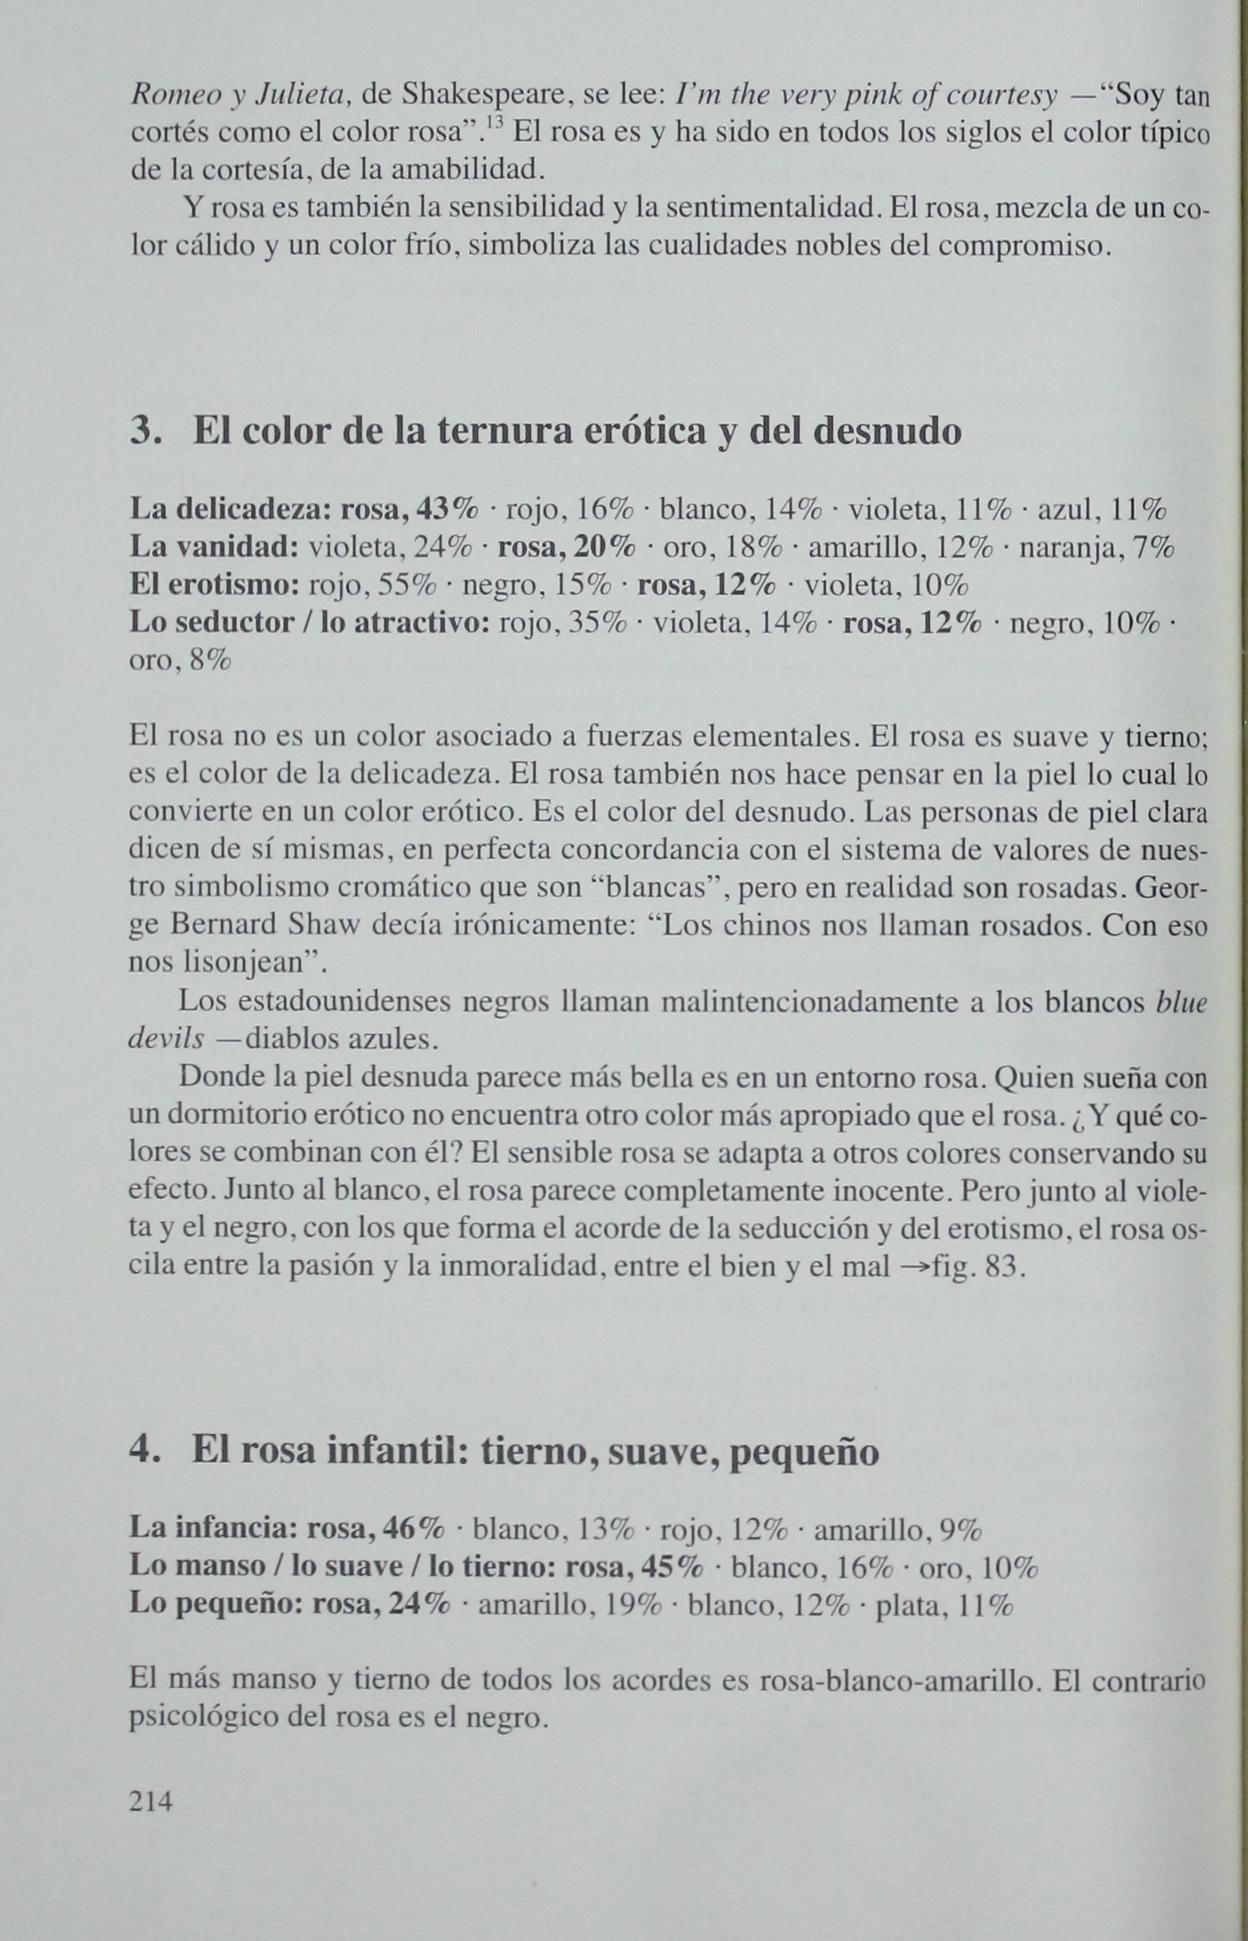 Romeo y Julieta, de Shakespeare, se lee: I'm the very pink of courtesy —“Soy tan
cortés como el color rosa”.13 El rosa es y ha sido en todos los siglos el color típico
de la cortesía, de la amabilidad.
Y rosa es también la sensibilidad y la sentimentalidad. El rosa, mezcla de un co-
lor cálido y un color frío, simboliza las cualidades nobles del compromiso.
3. El color de la ternura erótica y del desnudo
La delicadeza: rosa, 43% · rojo, 16% · blanco, 14% · violeta, 11% · azul, 11%
La vanidad: violeta, 24% · rosa, 20% · oro, 18% · amarillo, 12% · naranja, 7%
El erotismo: rojo, 55% · negro, 15% · rosa, 12% · violeta, 10%
Lo seductor / lo atractivo: rojo, 35% · violeta, 14% · rosa, 12% · negro, 10% ·
oro, 8%
El rosa no es un color asociado a fuerzas elementales. El rosa es suave y tierno;
es el color de la delicadeza. El rosa también nos hace pensar en la piel lo cual lo
convierte en un color erótico. Es el color del desnudo. Las personas de piel clara
dicen de sí mismas, en perfecta concordancia con el sistema de valores de nues-
tro simbolismo cromático que son “blancas”, pero en realidad son rosadas. Geor-
ge Bernard Shaw decía irónicamente: “Los chinos nos llaman rosados. Con eso
nos lisonjean”.
Los estadounidenses negros llaman malintencionadamente a los blancos blue
devils —diablos azules.
Donde la piel desnuda parece más bella es en un entorno rosa. Quien sueña con
un dormitorio erótico no encuentra otro color más apropiado que el rosa. ¿Y qué co-
lores se combinan con él? El sensible rosa se adapta a otros colores conservando su
efecto. Junto al blanco, el rosa parece completamente inocente. Pero junto al viole-
ta y el negro, con los que forma el acorde de la seducción y del erotismo, el rosa os-
cila entre la pasión y la inmoralidad, entre el bien y el mal →fig. 83.
4. El rosa infantil: tierno, suave, pequeño
La infancia: rosa, 46% · blanco, 13% · rojo, 12% · amarillo, 9%
Lo manso / lo suave / lo tierno: rosa, 45% · blanco, 16% · oro, 10%
Lo pequeño: rosa, 24% · amarillo, 19% · blanco, 12% · plata, 11%
El más manso y tierno de todos los acordes es rosa-blanco-amarillo. El contrario
psicológico del rosa es el negro.
214